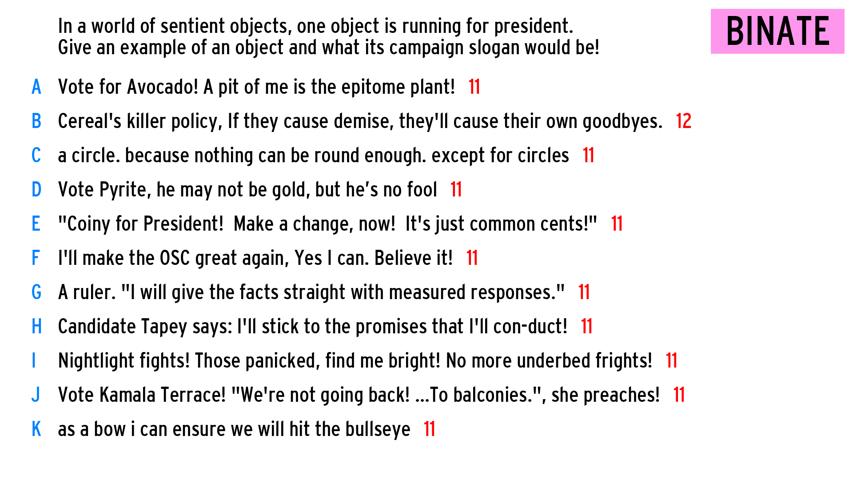 In a world of sentient objects, one object is running for president.
Give an example of an object and what its campaign slogan would be!
BINATE
A Vote for Avocado! A pit of me is the epitome plant! 11
B Cereal's killer policy, If they cause demise, they'll cause their own goodbyes. 12
C a circle. because nothing can be round enough. except for circles 11
D Vote Pyrite, he may not be gold, but he's no fool 11
E "Coiny for President! Make a change, now! It's just common cents!" 11
F I'll make the OSC great again, Yes I can. Believe it! 11
G A ruler. "I will give the facts straight with measured responses." 11
H Candidate Tapey says: I'll stick to the promises that I'll con-duct! 11
I Nightlight fights! Those panicked, find me bright! No more underbed frights! 11
J Vote Kamala Terrace! "We're not going back! ...To balconies.", she preaches! 11
K as a bow i can ensure we will hit the bullseye 11